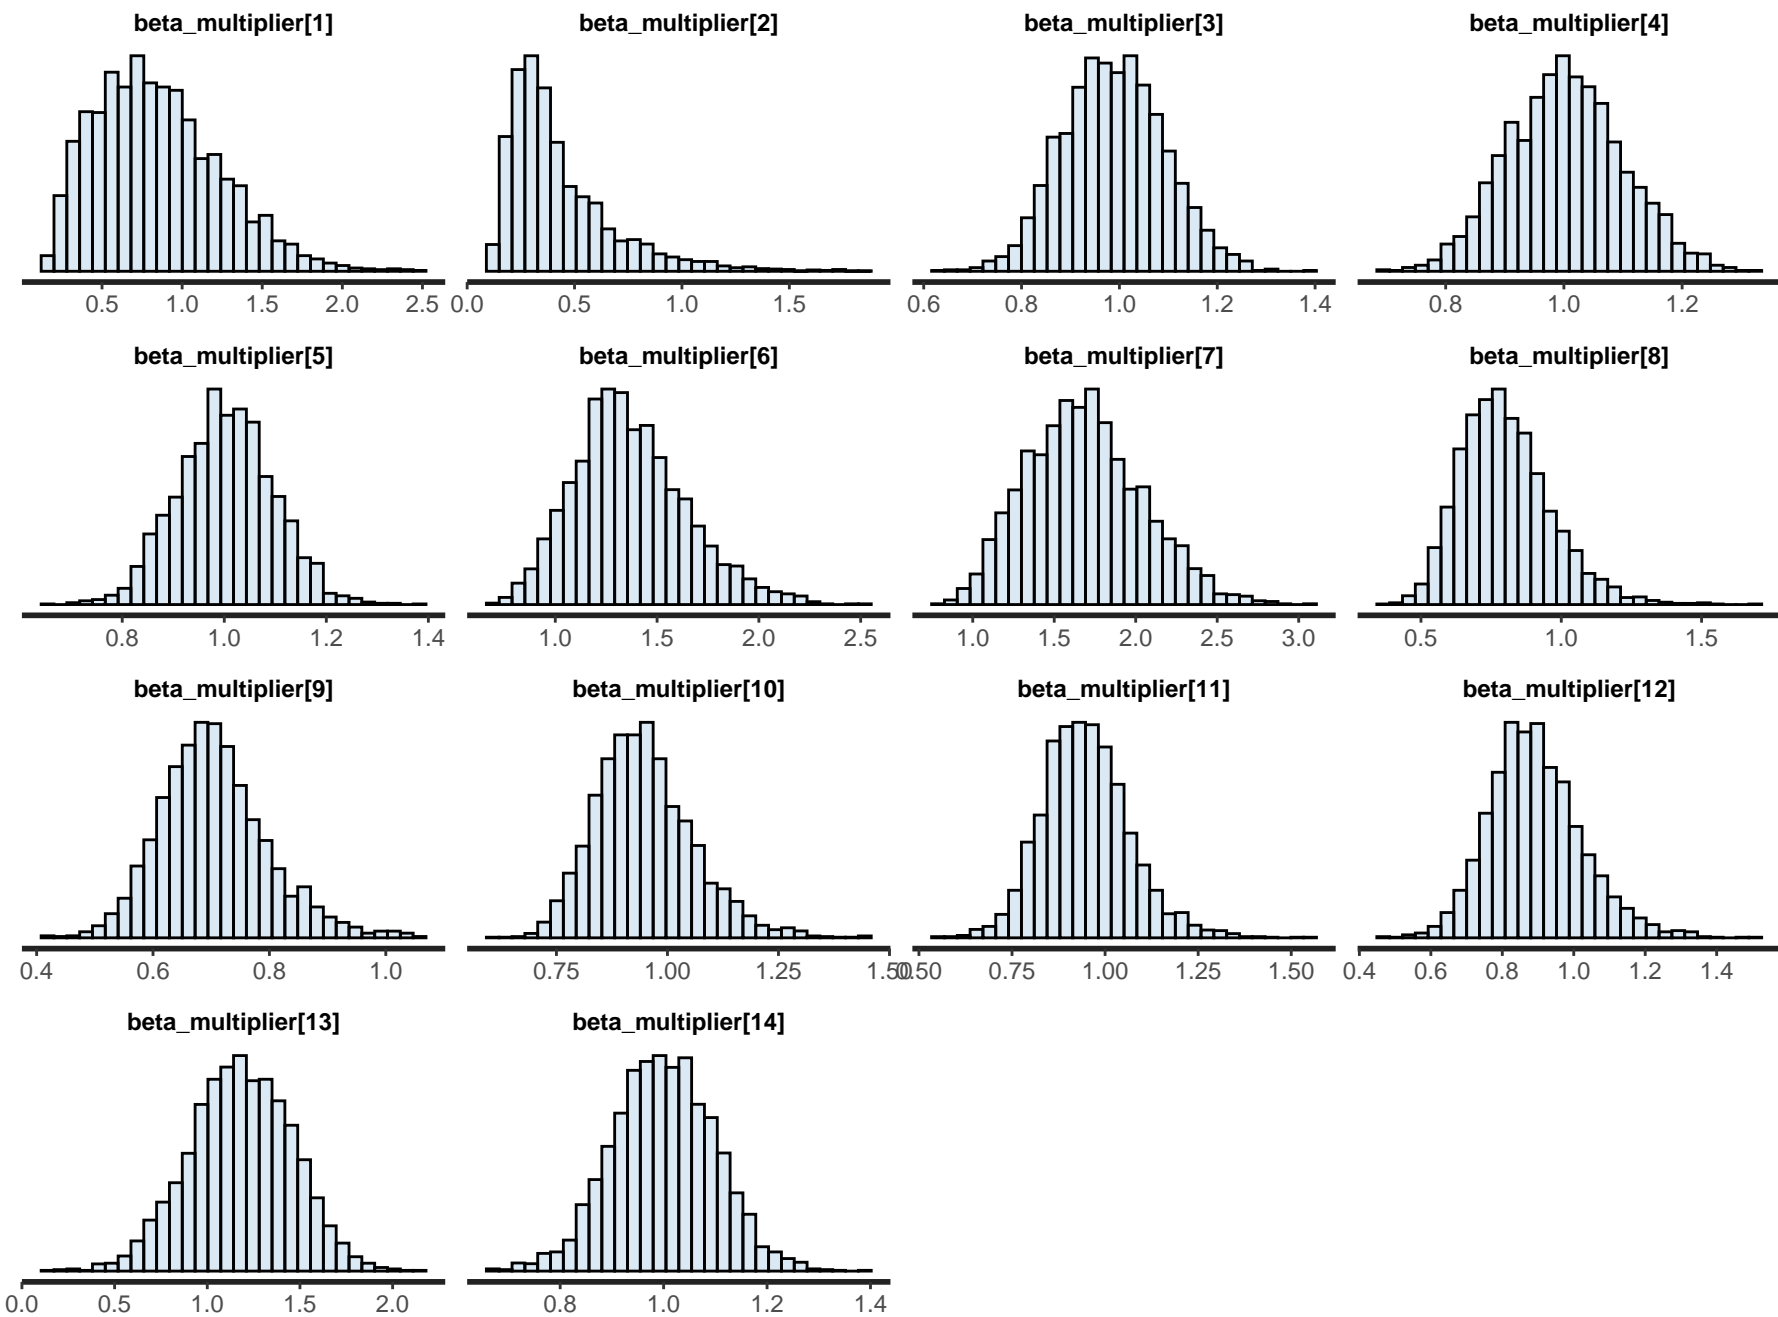 beta_multiplier[1] beta_multiplier[2] beta_multiplier[3] beta_multiplier[4]
0.5 1.0 1.5 2.0 2.5 0.0 0.5 1.0 1.5 0.6 0.8 1.0 1.2 1.4 0.8 1.0 1.2
beta_multiplier[5] beta_multiplier[6] beta_multiplier[7] beta_multiplier[8]
0.8 1.0 1.2 1.4 1.0 1.5 2.0 2.5 1.0 1.5 2.0 2.5 3.0 0.5 1.0 1.5
beta_multiplier[9] beta_multiplier[10] beta_multiplier[11] beta_multiplier[12]
0.4 0.6 0.8 1.0 0.75 1.00 1.25 1.50 0.50 0.75 1.00 1.25 1.50 0.4 0.6 0.8 1.0 1.2 1.4
beta_multiplier[13] beta_multiplier[14]
0.0 0.5 1.0 1.5 2.0 0.8 1.0 1.2 1.4